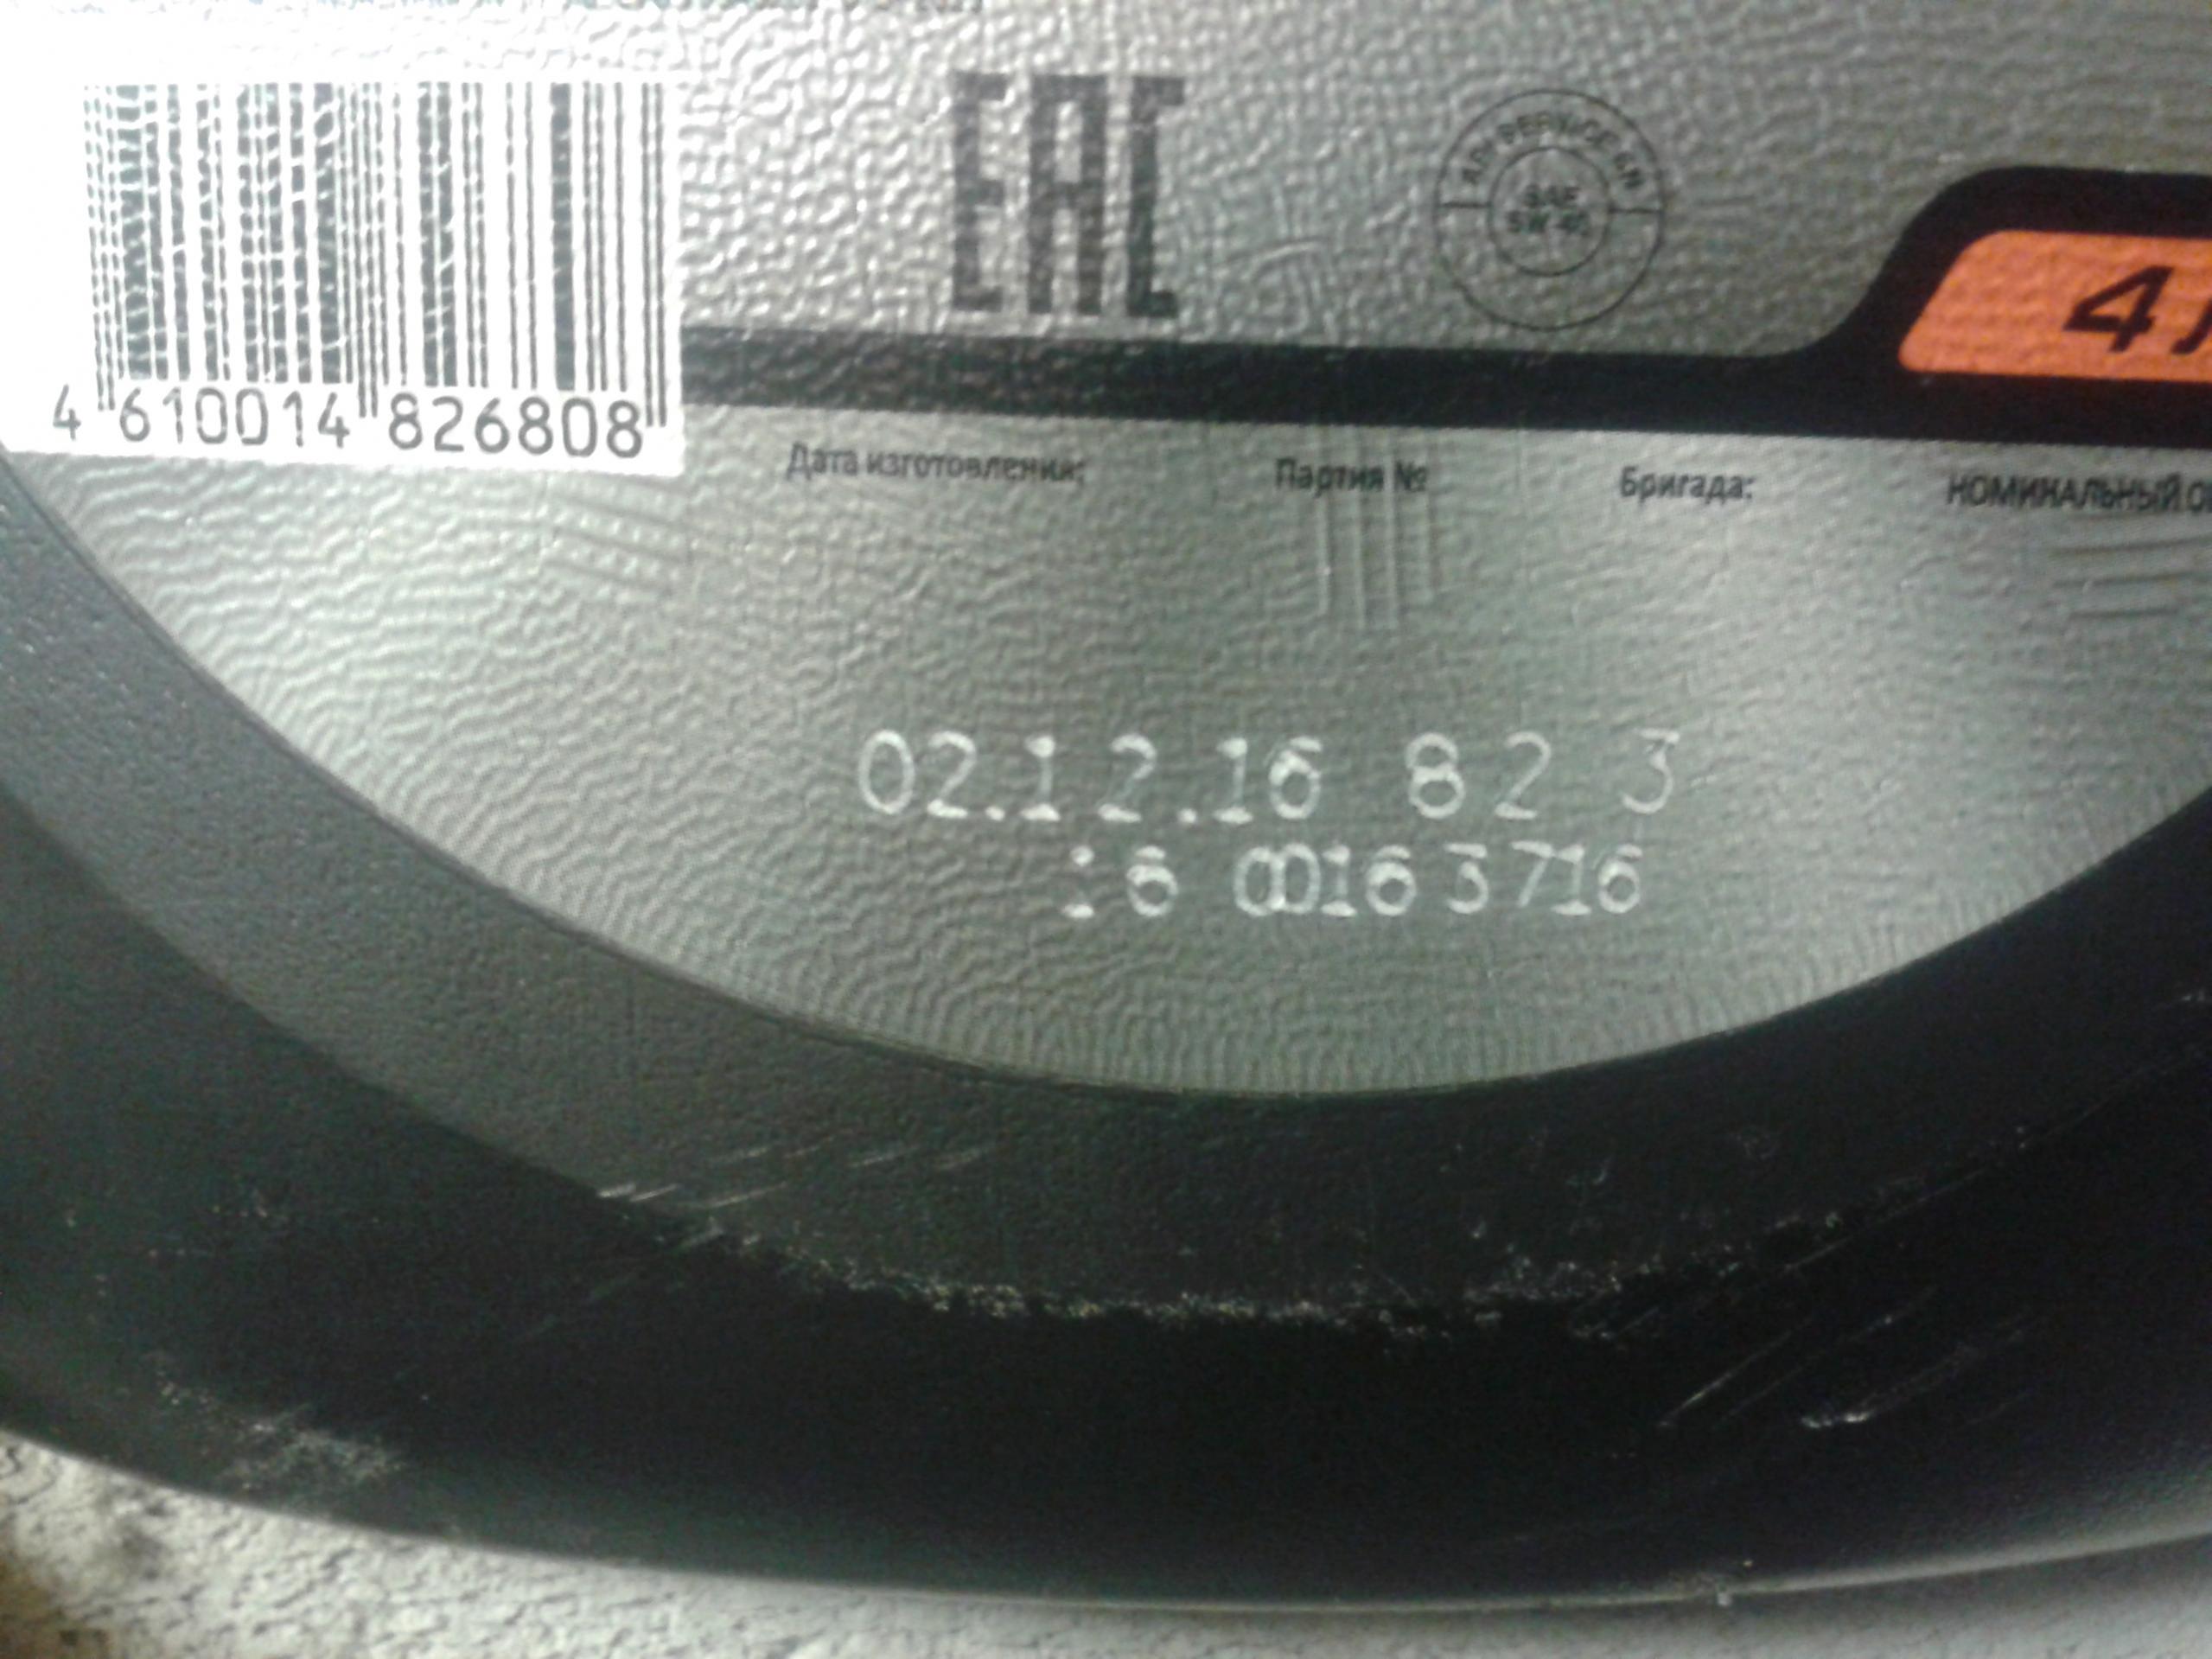 EAC
API SERVICE SN
SAE
5W-40
4 610014 826808
4
Дата изготовления: Партия № Бригада: НОМИНАЛЬНЫЙ
02.12.16 82 3
16 00163716